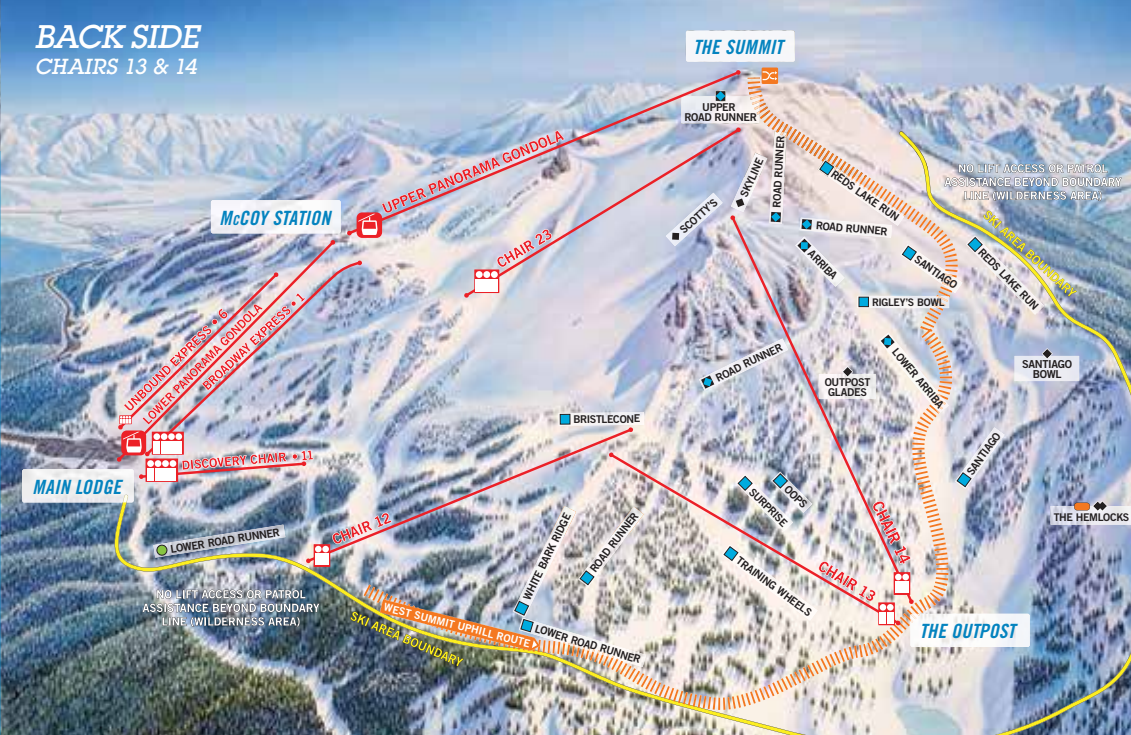 BACK SIDE
CHAIRS 13 & 14
THE SUMMIT
UPPER
ROAD RUNNER
UPPER PANORAMA GONDOLA
McCOY STATION
CHAIR 23
SKYLINE
ROAD RUNNER
SCOTTY'S
REDS LAKE RUN
NO LIFT ACCESS OR PATROL
ASSISTANCE BEYOND BOUNDARY
LINE (WILDERNESS AREA)
SKI AREA BOUNDARY
ROAD RUNNER
ARRIBA
SANTIAGO
REDS LAKE RUN
RIGLEY'S BOWL
UNBOUND EXPRESS • 6
LOWER PANORAMA GONDOLA
BROADWAY EXPRESS • 1
ROAD RUNNER
LOWER ARRIBA
OUTPOST
GLADES
SANTIAGO
BOWL
BRISTLECONE
DISCOVERY CHAIR • 11
MAIN LODGE
SANTIAGO
OOPS
SURPRISE
THE HEMLOCKS
CHAIR 12
CHAIR 14
LOWER ROAD RUNNER
WHITE BARK RIDGE
ROAD RUNNER
TRAINING WHEELS
CHAIR 13
NO LIFT ACCESS OR PATROL
ASSISTANCE BEYOND BOUNDARY
LINE (WILDERNESS AREA)
WEST SUMMIT UPHILL ROUTE
SKI AREA BOUNDARY
LOWER ROAD RUNNER
THE OUTPOST